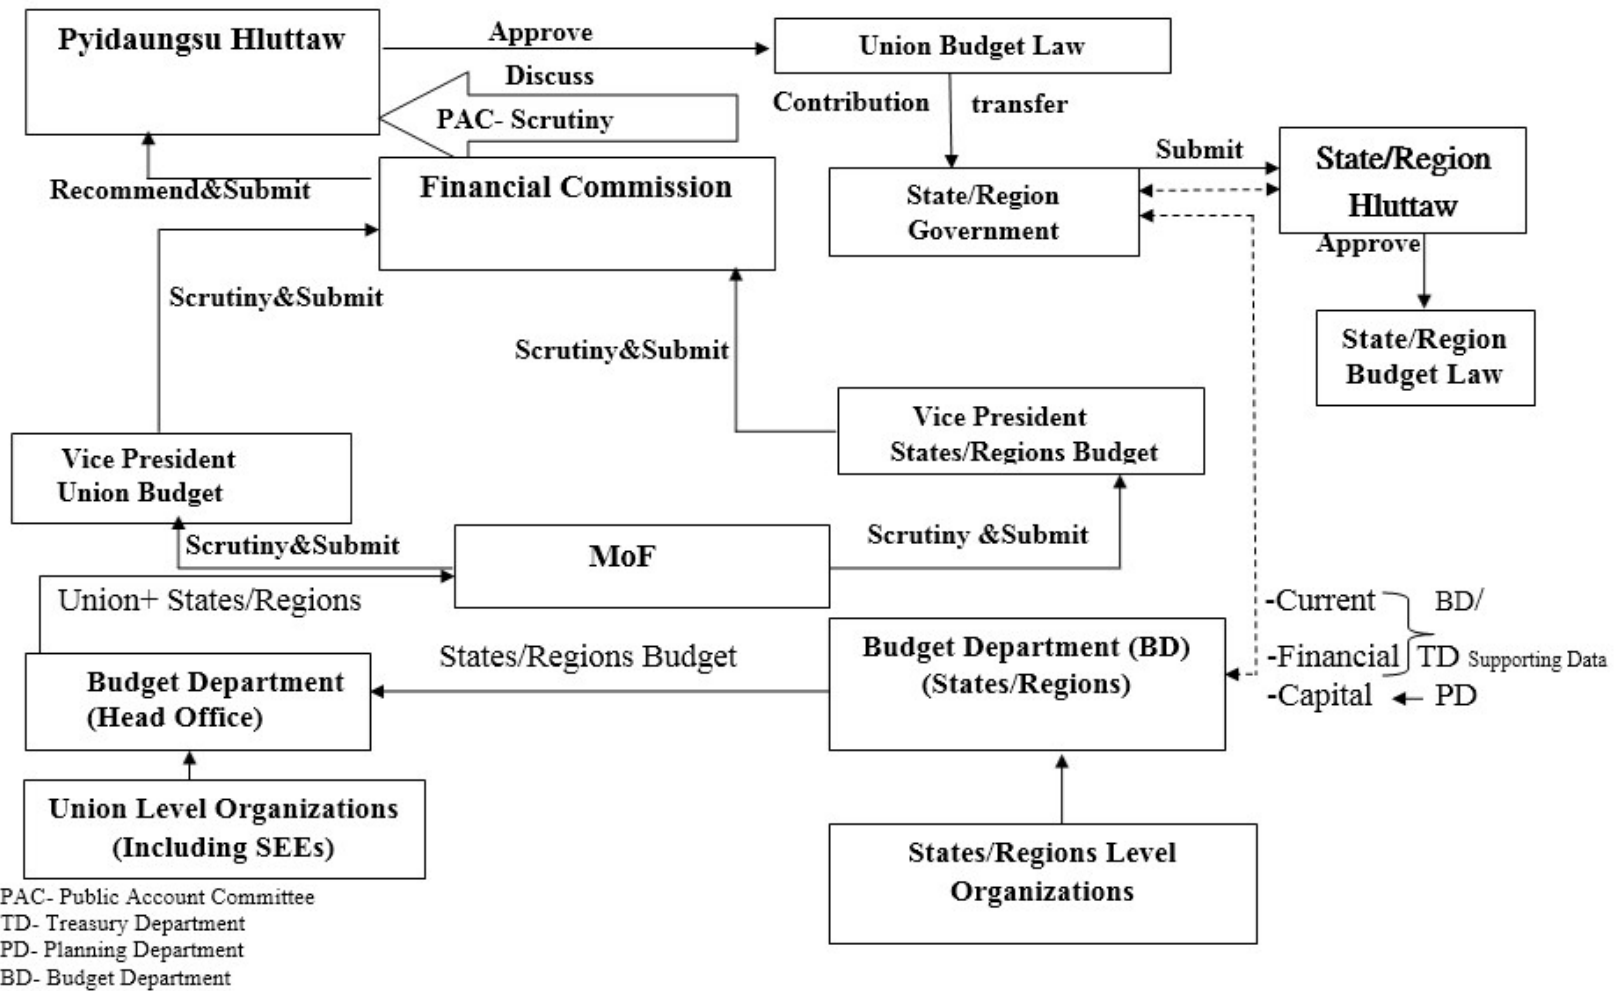 Pyidaungsu Hluttaw
Approve
Union Budget Law
Discuss
PAC- Scrutiny
Contribution transfer
Recommend&Submit
Financial Commission
State/Region
Government
Submit
State/Region
Hluttaw
Approve
State/Region
Budget Law
Scrutiny&Submit
Scrutiny&Submit
Vice President
States/Regions Budget
Vice President
Union Budget
Scrutiny&Submit
MoF
Scrutiny &Submit
Union+ States/Regions
-Current BD/
-Financial TD Supporting Data
-Capital PD
States/Regions Budget
Budget Department (BD)
(States/Regions)
Budget Department
(Head Office)
Union Level Organizations
(Including SEEs)
States/Regions Level
Organizations
PAC- Public Account Committee
TD- Treasury Department
PD- Planning Department
BD- Budget Department